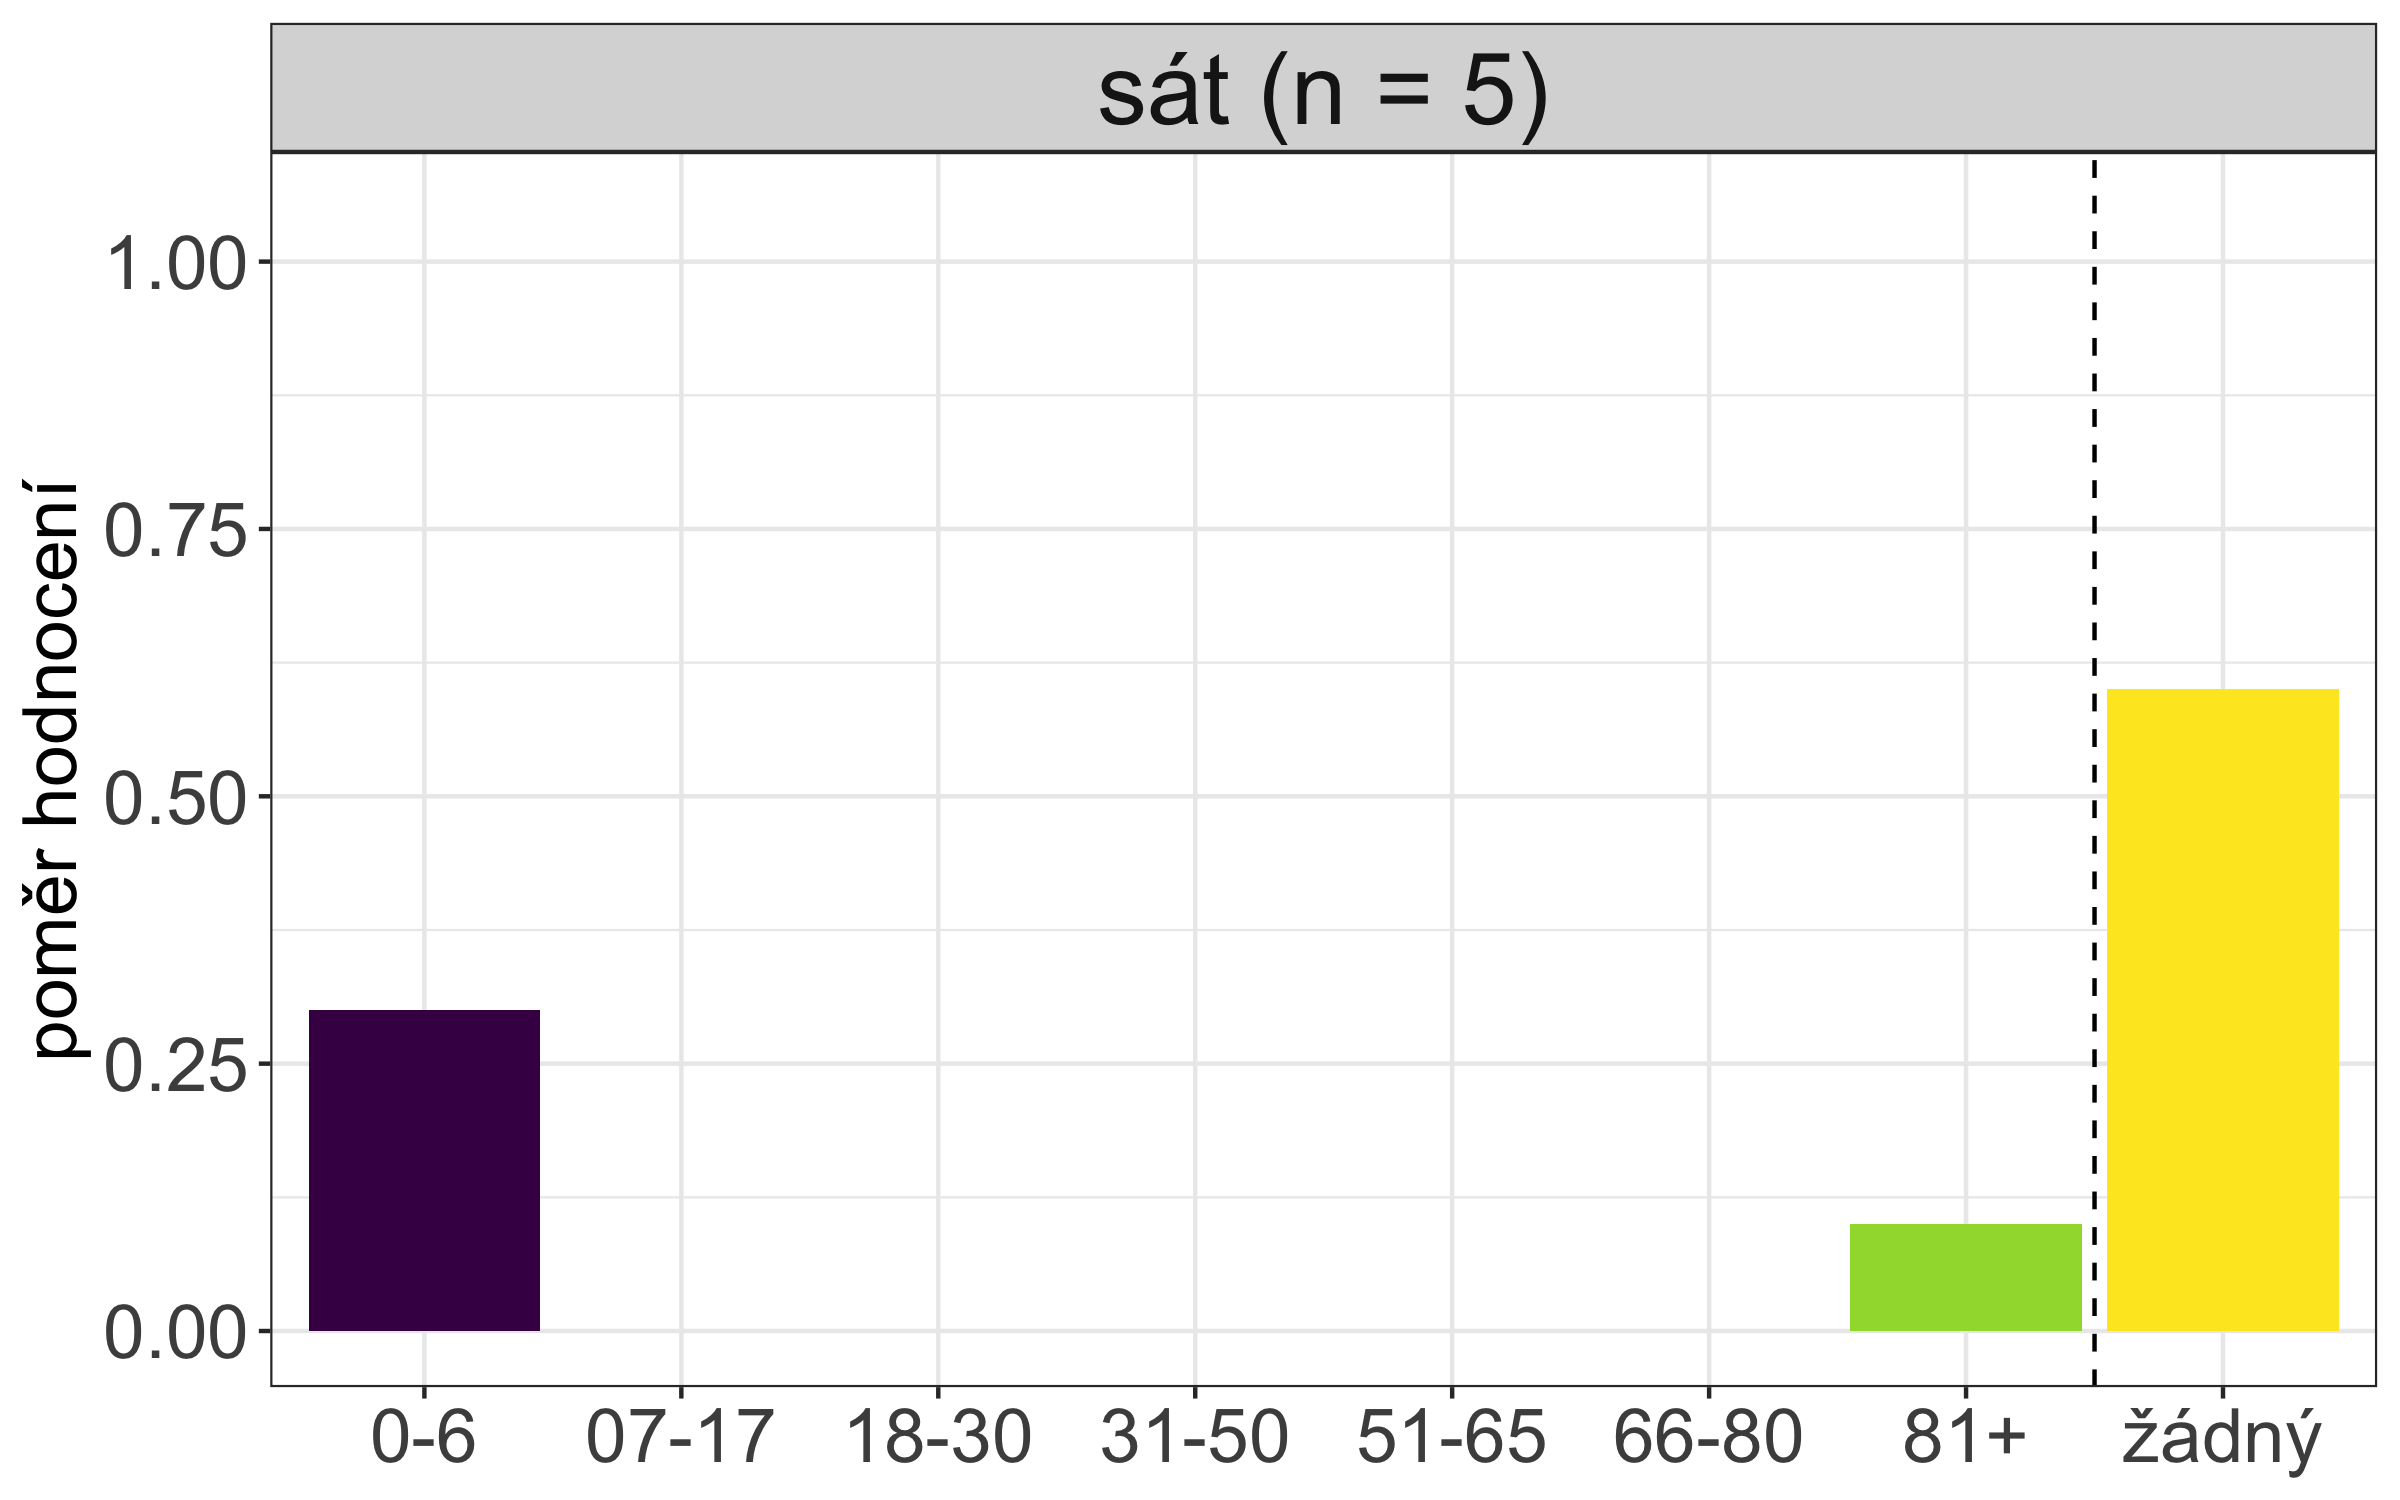 sát (n = 5)
poměr hodnocení
1.00
0.75
0.50
0.25
0.00
0-6 07-17 18-30 31-50 51-65 66-80 81+ žádný